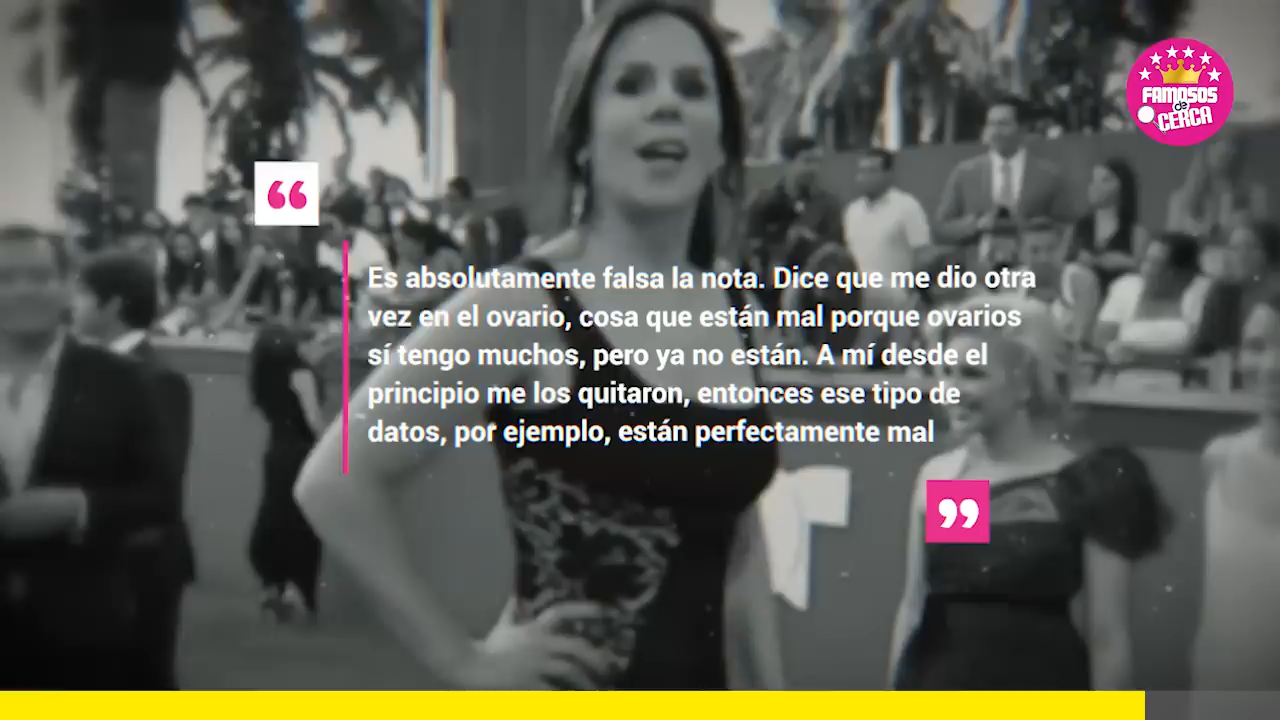 FAMOSOS
de
CERCA
“
Es absolutamente falsa la nota. Dice que me dio otra
vez en el ovario, cosa que están mal porque ovarios
sí tengo muchos, pero ya no están. A mí desde el
principio me los quitaron, entonces ese tipo de
datos, por ejemplo, están perfectamente mal
”